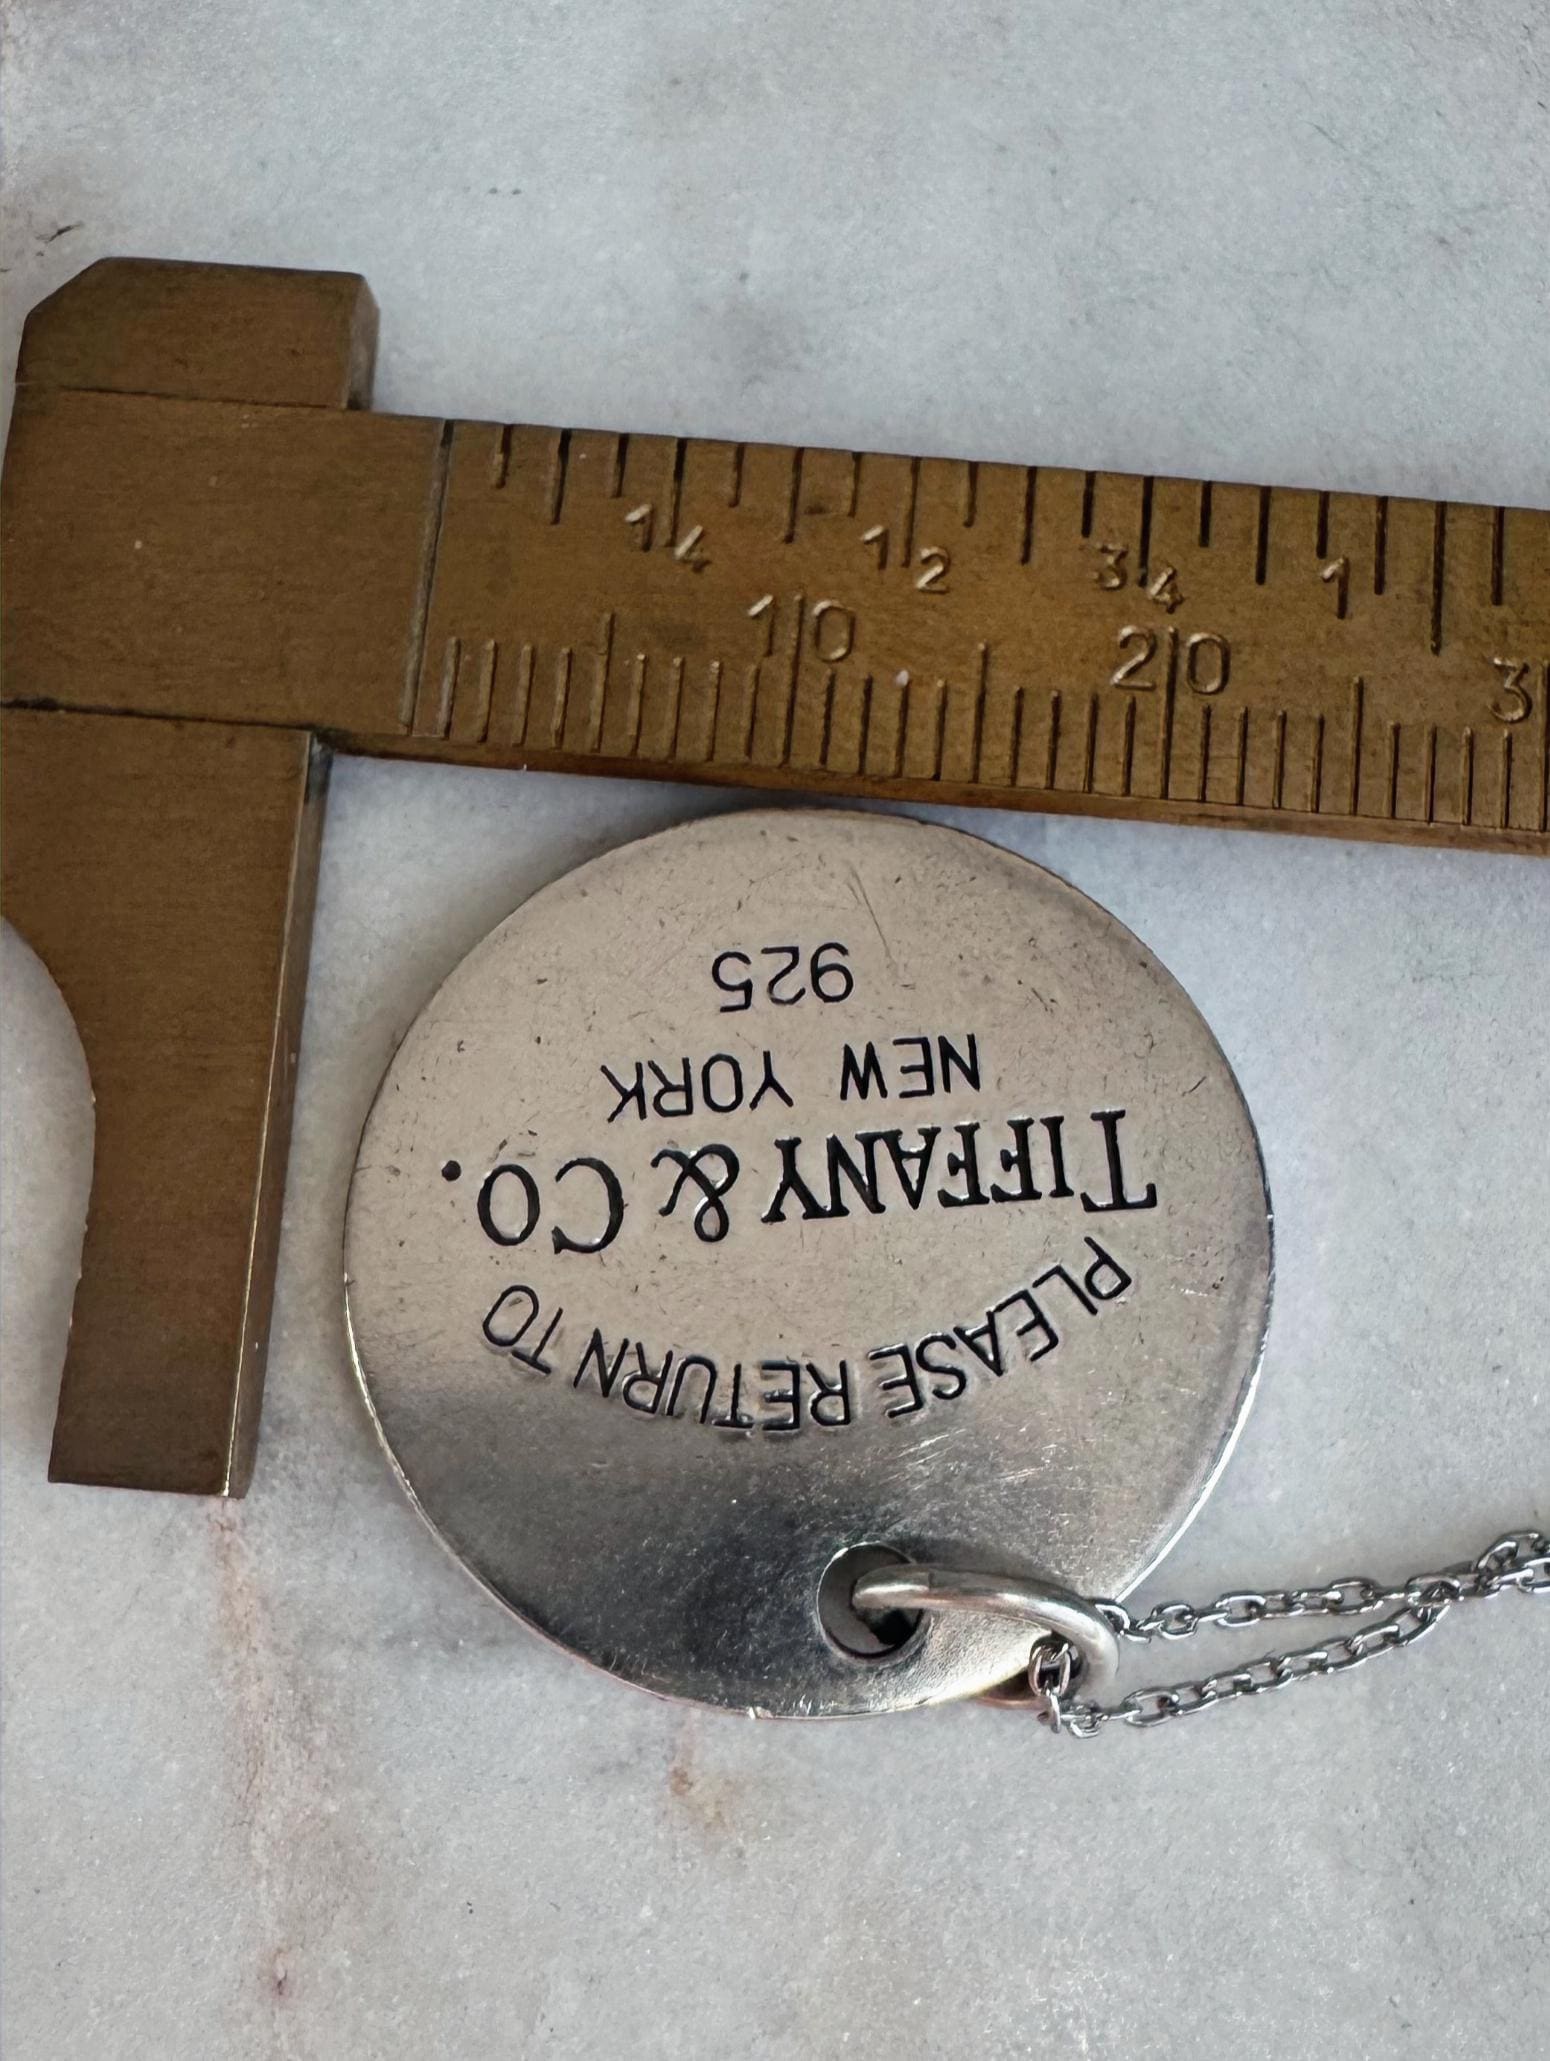 1/4 1/2 3/4 1
10 20 3
PLEASE RETURN TO
TIFFANY & CO.
NEW YORK
925